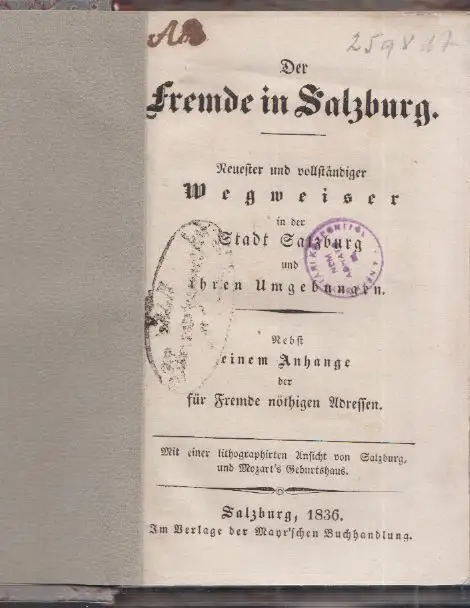 2598 d7
Der
Fremde in Salzburg.
Neuester und vollständiger
Wegweiser
in der
Stadt Salzburg
und
ihren Umgebungen.
Nebst
einem Anhange
der
für Fremde nöthigen Adressen.
Mit einer lithographirten Ansicht von Salzburg,
und Mozart's Geburtshaus.
Salzburg, 1836.
Im Verlage der Mayr'schen Buchhandlung.